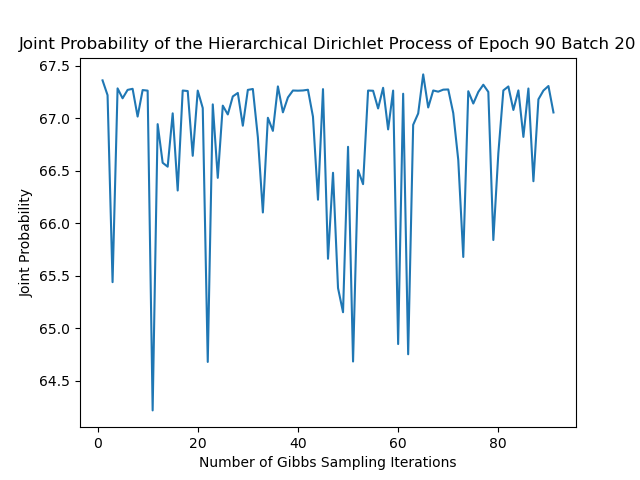 Joint Probability of the Hierarchical Dirichlet Process of Epoch 90 Batch 20
67.5
67.0
66.5
66.0
65.5
65.0
64.5
Joint Probability
0 20 40 60 80
Number of Gibbs Sampling Iterations